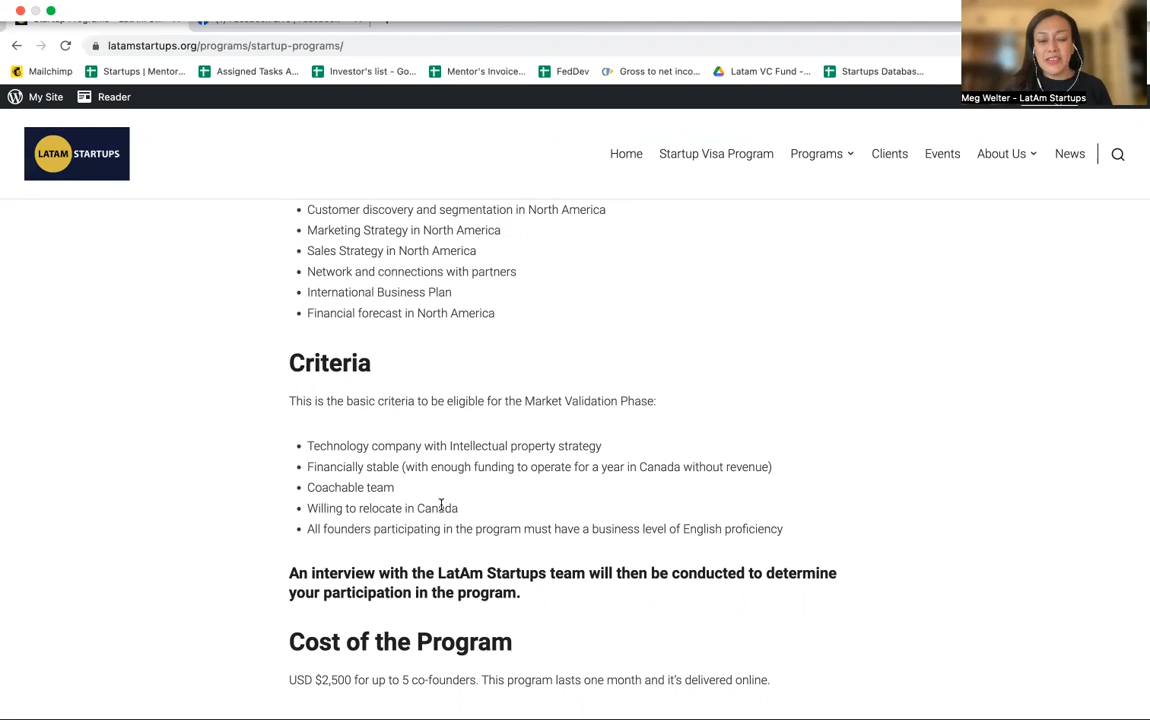 latamstartups.org/programs/startup-programs/
Mailchimp
Startups | Mentor...
Assigned Tasks A...
Investor's list - Go...
Mentor's Invoice...
FedDev
Gross to net inco...
Latam VC Fund -...
Startups Databas...
Meg Welter - LatAm Startups
My Site
Reader
LATAM STARTUPS
Home
Startup Visa Program
Programs
Clients
Events
About Us
News
• Customer discovery and segmentation in North America
• Marketing Strategy in North America
• Sales Strategy in North America
• Network and connections with partners
• International Business Plan
• Financial forecast in North America
Criteria
This is the basic criteria to be eligible for the Market Validation Phase:
• Technology company with Intellectual property strategy
• Financially stable (with enough funding to operate for a year in Canada without revenue)
• Coachable team
• Willing to relocate in Canada
• All founders participating in the program must have a business level of English proficiency
An interview with the LatAm Startups team will then be conducted to determine
your participation in the program.
Cost of the Program
USD $2,500 for up to 5 co-founders. This program lasts one month and it's delivered online.